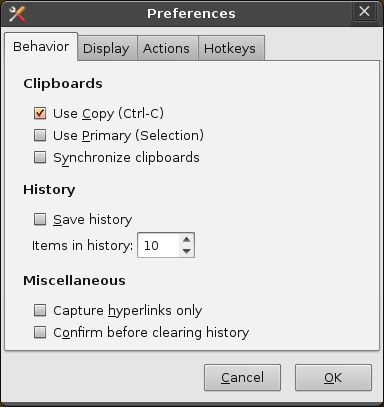 Preferences
Behavior Display Actions Hotkeys
Clipboards
Use Copy (Ctrl-C)
Use Primary (Selection)
Synchronize clipboards
History
Save history
Items in history: 10
Miscellaneous
Capture hyperlinks only
Confirm before clearing history
Cancel OK